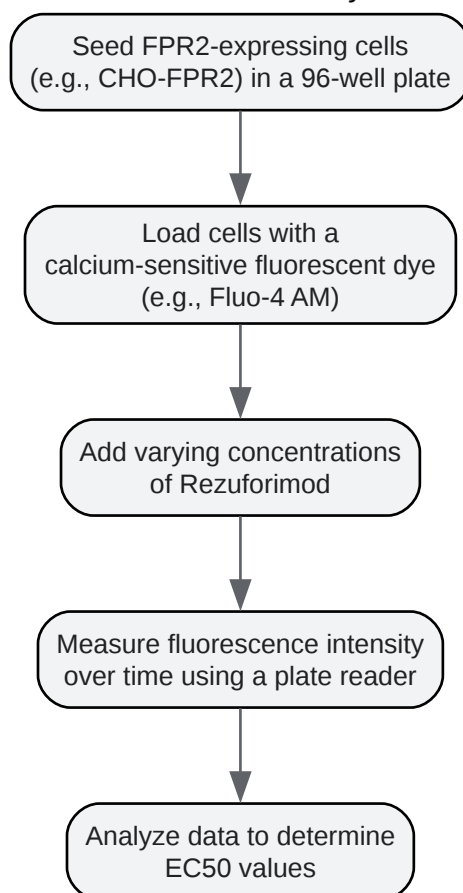 Seed FPR2-expressing cells
(e.g., CHO-FPR2) in a 96-well plate
Load cells with a
calcium-sensitive fluorescent dye
(e.g., Fluo-4 AM)
Add varying concentrations
of Rezuforimod
Measure fluorescence intensity
over time using a plate reader
Analyze data to determine
EC50 values